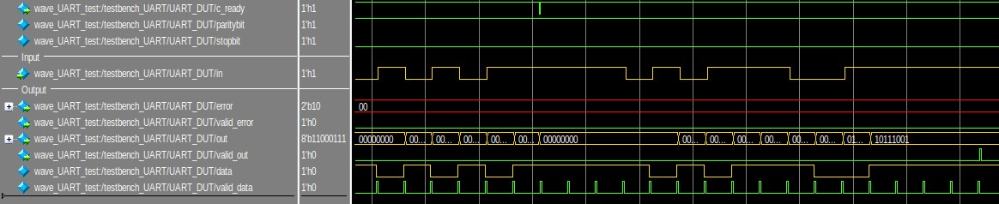 wave_UART_test:/testbench_UART/UART_DUT/c_ready 1'h1
wave_UART_test:/testbench_UART/UART_DUT/paritybit 1'h1
wave_UART_test:/testbench_UART/UART_DUT/stopbit 1'h1
Input
wave_UART_test:/testbench_UART/UART_DUT/in 1'h1
Output
wave_UART_test:/testbench_UART/UART_DUT/error 2'b10 00
wave_UART_test:/testbench_UART/UART_DUT/valid_error 1'h0
wave_UART_test:/testbench_UART/UART_DUT/out 8'b11000111 00000000 00... 00... 00... 00... 00... 00000000 00... 00... 00... 00... 00... 00... 01... 10111001
wave_UART_test:/testbench_UART/UART_DUT/valid_out 1'h0
wave_UART_test:/testbench_UART/UART_DUT/data 1'h0
wave_UART_test:/testbench_UART/UART_DUT/valid_data 1'h0